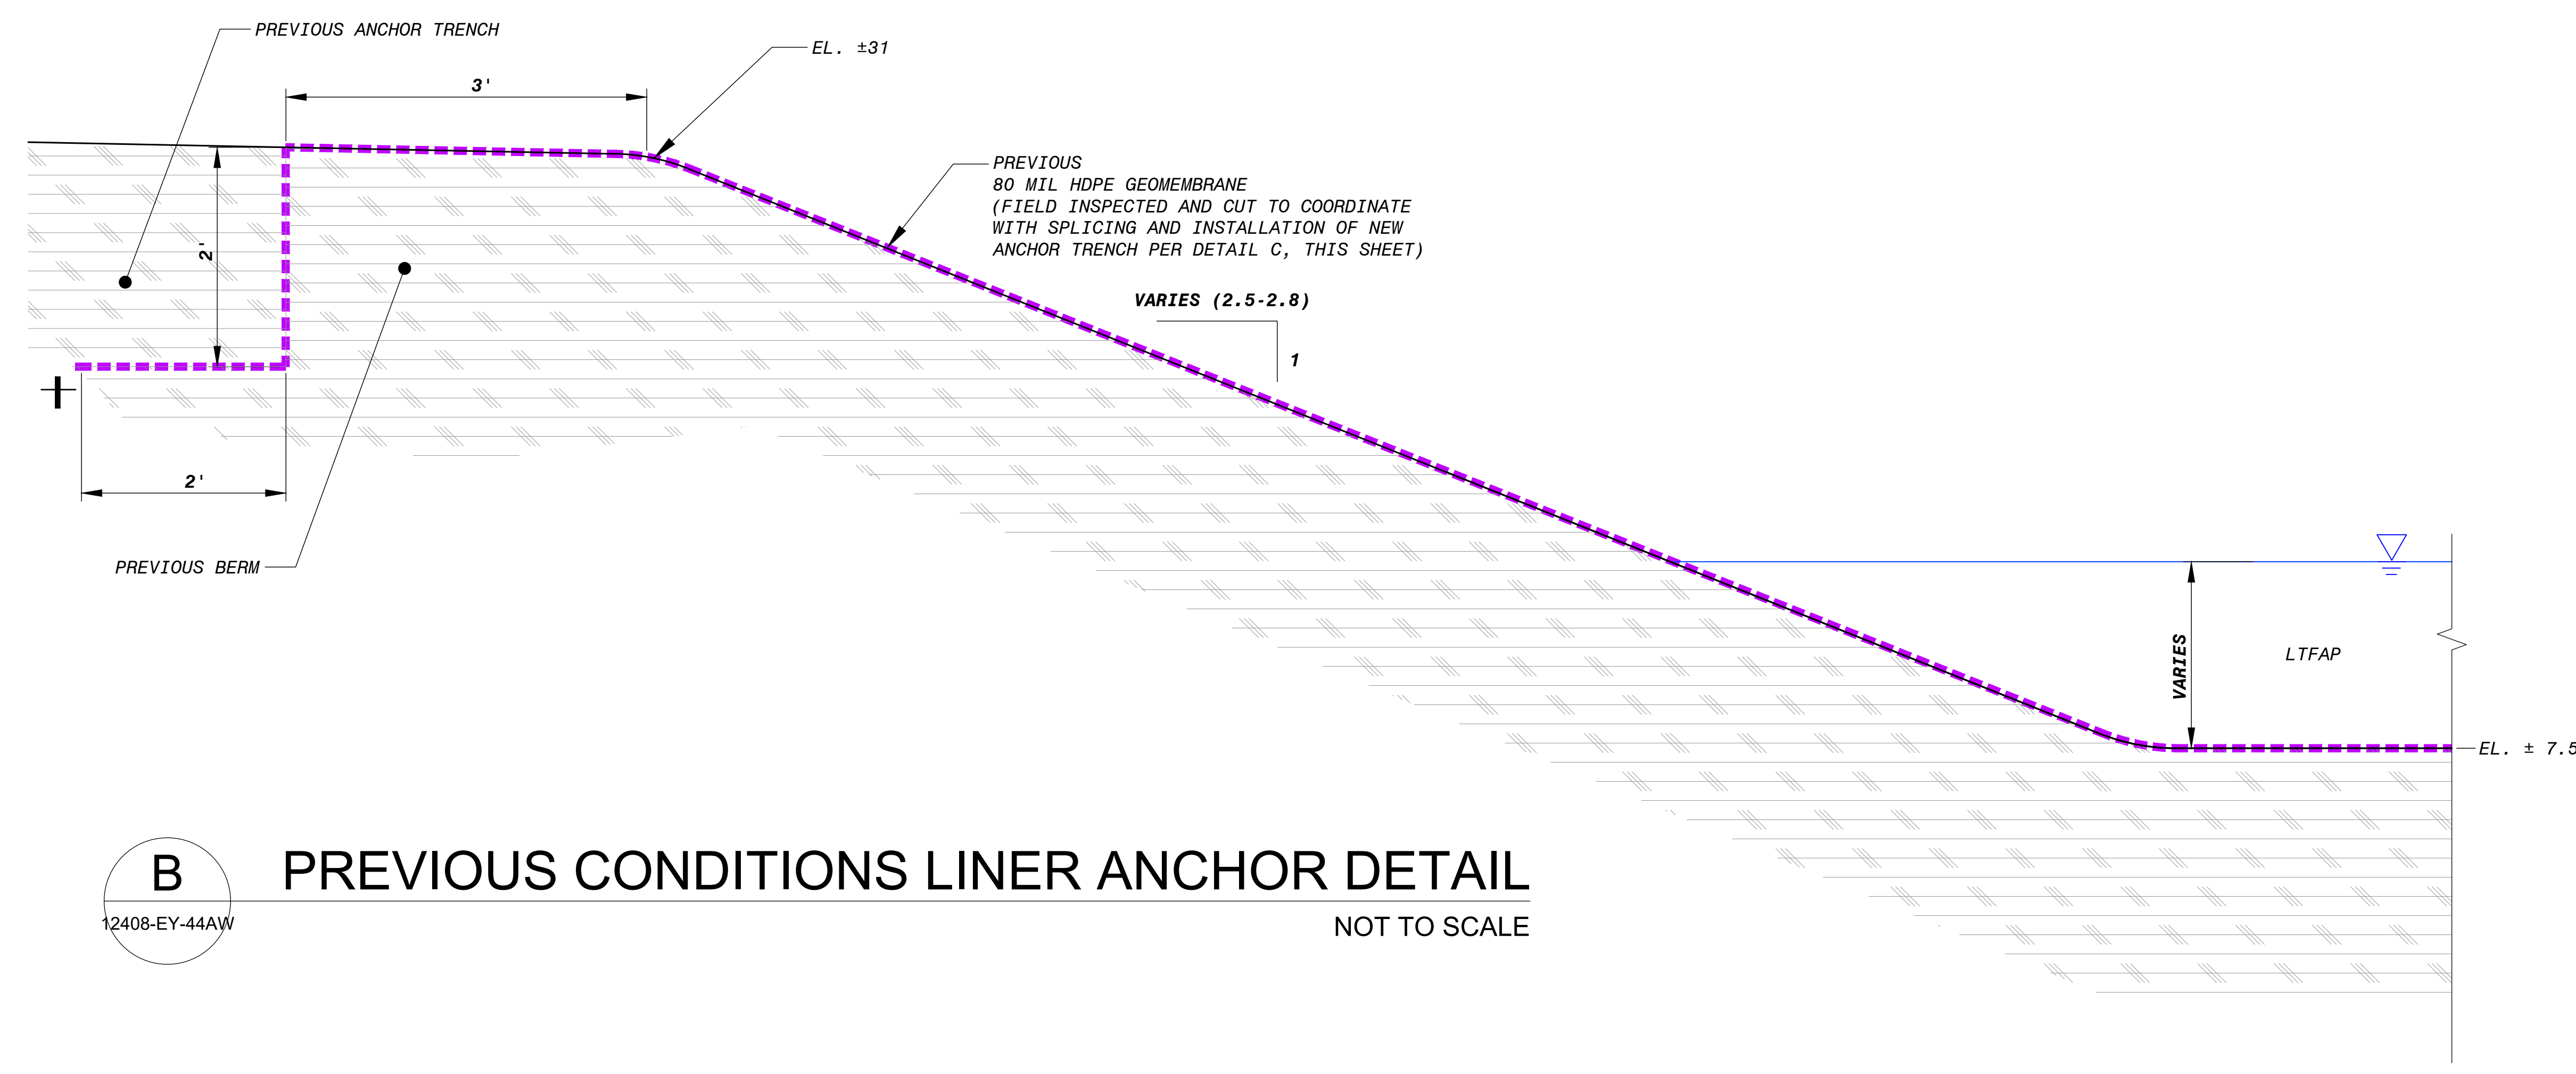 PREVIOUS ANCHOR TRENCH
EL. ±31
3'
PREVIOUS
80 MIL HDPE GEOMEMBRANE
(FIELD INSPECTED AND CUT TO COORDINATE
WITH SPLICING AND INSTALLATION OF NEW
ANCHOR TRENCH PER DETAIL C, THIS SHEET)
2'
VARIES (2.5-2.8)
1
2'
PREVIOUS BERM
VARIES
LTFAP
EL. ± 7.5
B
12408-EY-44AW
PREVIOUS CONDITIONS LINER ANCHOR DETAIL
NOT TO SCALE